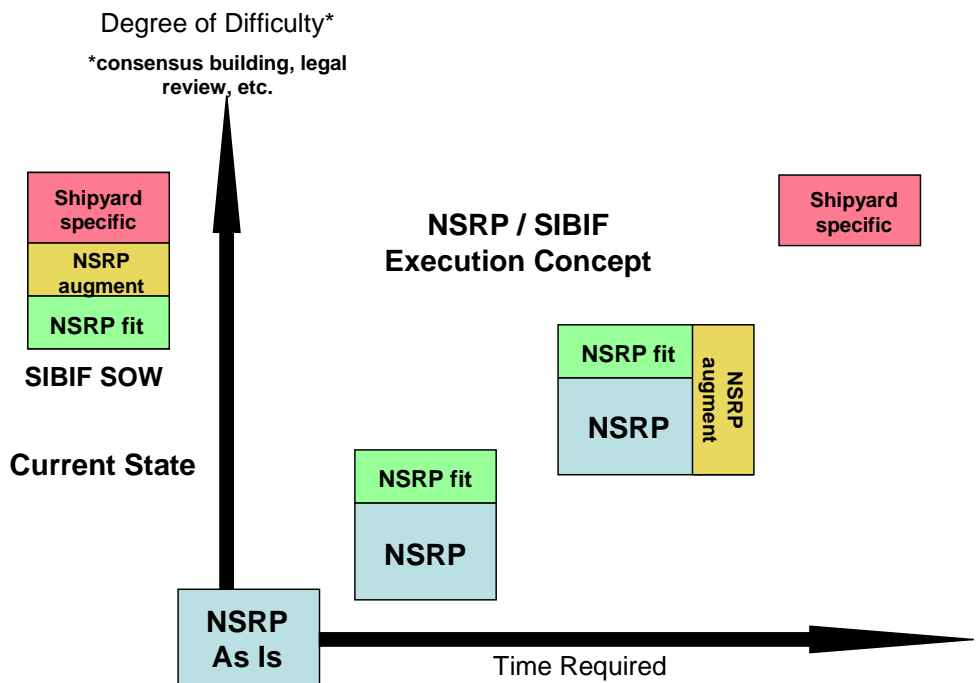 Degree of Difficulty*
*consensus building, legal
review, etc.
Shipyard
specific
NSRP
augment
NSRP fit
SIBIF SOW
Current State
NSRP / SIBIF
Execution Concept
Shipyard
specific
NSRP fit
NSRP
NSRP
augment
NSRP fit
NSRP
NSRP
As Is
Time Required